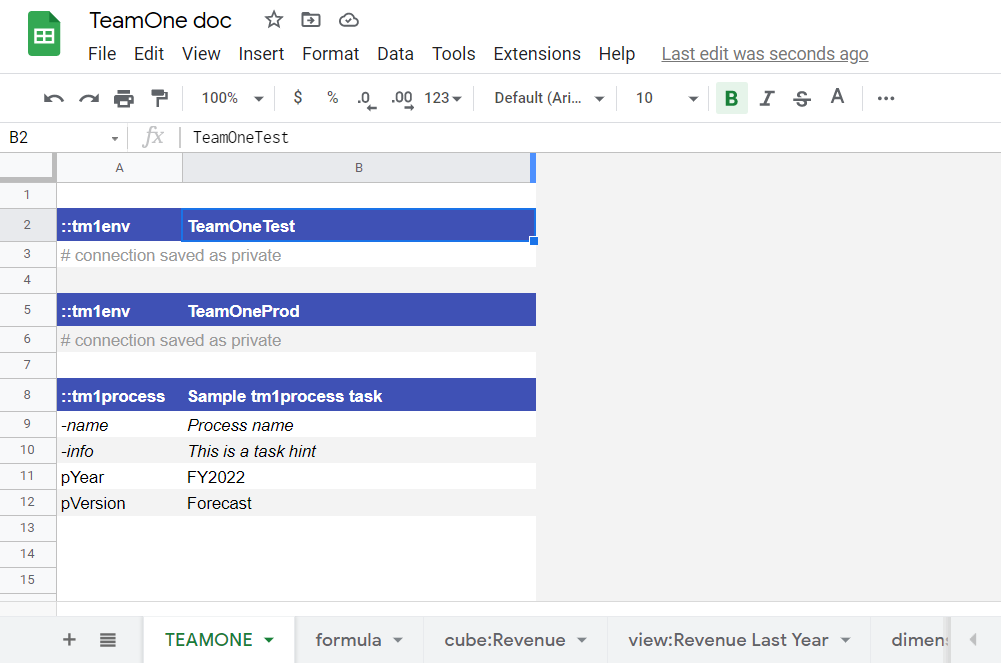 TeamOne doc
File Edit View Insert Format Data Tools Extensions Help Last edit was seconds ago
100% $ % .0 .00 123 Default (Ari... 10 B I S A
B2 fx TeamOneTest
A B
1
2 ::tm1env TeamOneTest
3 # connection saved as private
4
5 ::tm1env TeamOneProd
6 # connection saved as private
7
8 ::tm1process Sample tm1process task
9 -name Process name
10 -info This is a task hint
11 pYear FY2022
12 pVersion Forecast
13
14
15
+ TEAMONE formula cube:Revenue view:Revenue Last Year dimen